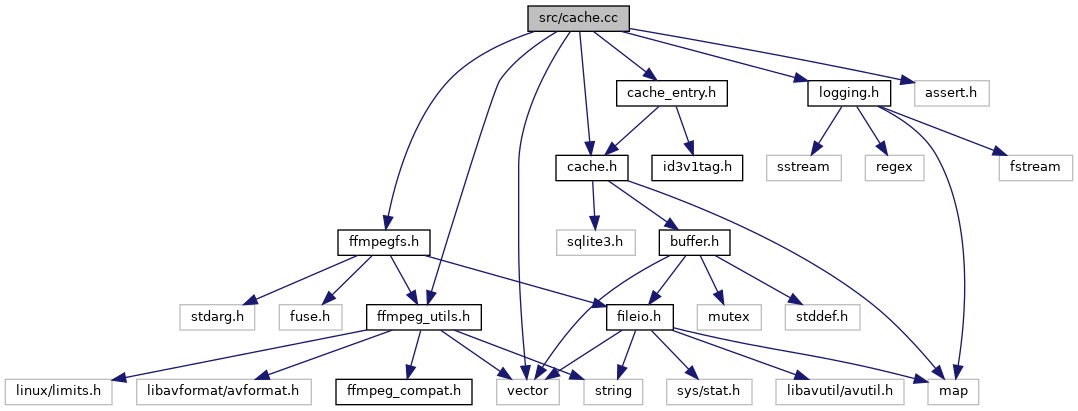 src/cache.cc
cache_entry.h
logging.h
assert.h
cache.h
id3v1tag.h
sstream
regex
fstream
ffmpegfs.h
sqlite3.h
buffer.h
stdarg.h
fuse.h
ffmpeg_utils.h
fileio.h
mutex
stddef.h
linux/limits.h
libavformat/avformat.h
ffmpeg_compat.h
vector
string
sys/stat.h
libavutil/avutil.h
map